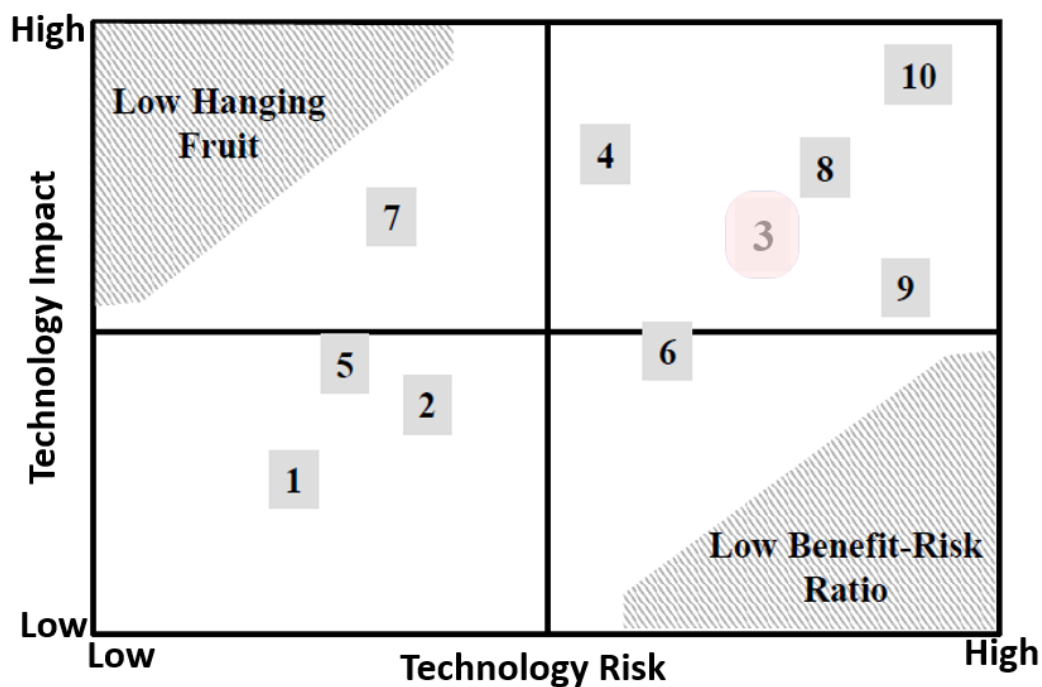 High
10
Low Hanging
Fruit
4
8
7
3
9
Technology Impact
6
5
2
1
Low Benefit-Risk
Ratio
Low
Low
Technology Risk
High